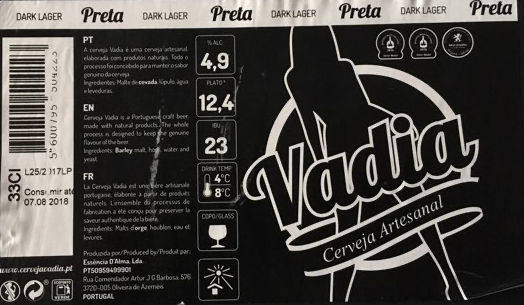 DARK LAGER Preta DARK LAGER Preta DARK LAGER Preta DARK LAGER Preta
PT
A cerveja Vadia é uma cerveja artesanal,
elaborada com produtos naturais. Todo o
processo foi concebido para manter o sabor
genuíno da cerveja.
Ingredientes: Malte de cevada, lúpulo, água
e leveduras.
EN
Cerveja Vadia is a Portuguese craft beer,
made with natural products. The whole
process is designed to keep the genuine
flavour of the beer.
Ingredients: Barley malt, hops, water and
yeast.
FR
La Cerveja Vadia est une bière artisanale
portugaise, élaborée à partir de produits
naturels. L'ensemble du processus de
fabrication a été conçu pour préserver la
saveur authentique de la bière.
Ingrédients: Malts d'orge, houblon, eau et
levures.
Produzida por/Produced by/Produit par:
Essência D'Alma, Lda.
PT509599901
Rua Comendador Artur J G Barbosa, 576
3720-005 Oliveira de Azeméis
PORTUGAL
% ALC.
4,9
PLATO °
12,4
IBU
23
DRINK TEMP
4°C
8°C
COPO/GLASS
Vadia
Cerveja Artesanal
33Cl
L25/2 117LP
Cons.mir até
07.08 2018
www.cervejavadia.pt